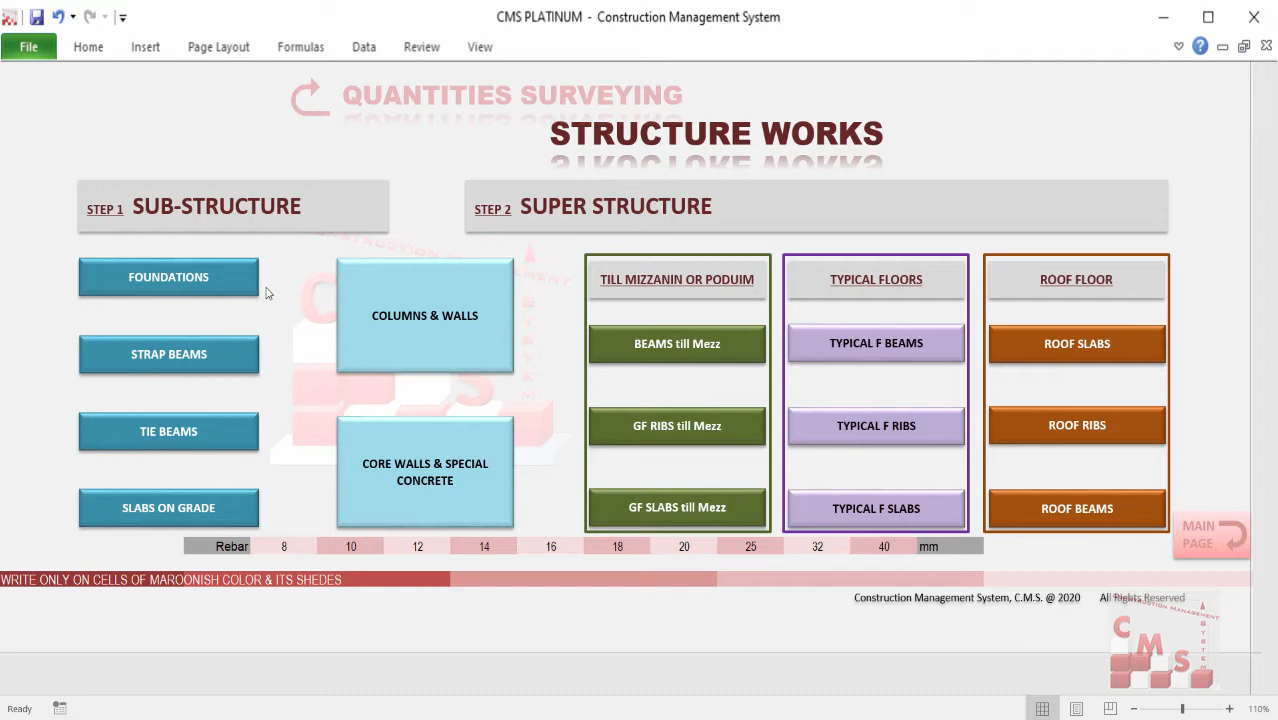 CMS PLATINUM - Construction Management System
File Home Insert Page Layout Formulas Data Review View
QUANTITIES SURVEYING
STRUCTURE WORKS
STEP 1 SUB-STRUCTURE
STEP 2 SUPER STRUCTURE
FOUNDATIONS
STRAP BEAMS
TIE BEAMS
SLABS ON GRADE
COLUMNS & WALLS
CORE WALLS & SPECIAL
CONCRETE
TILL MIZZANIN OR PODUIM
BEAMS till Mezz
GF RIBS till Mezz
GF SLABS till Mezz
TYPICAL FLOORS
TYPICAL F BEAMS
TYPICAL F RIBS
TYPICAL F SLABS
ROOF FLOOR
ROOF SLABS
ROOF RIBS
ROOF BEAMS
MAIN
PAGE
Rebar 8 10 12 14 16 18 20 25 32 40 mm
WRITE ONLY ON CELLS OF MAROONISH COLOR & ITS SHEDES
Construction Management System, C.M.S. @ 2020 All Rights Reserved
CONSTRUCTION MANAGEMENT
SYSTEM
C
M
S
Ready
110%